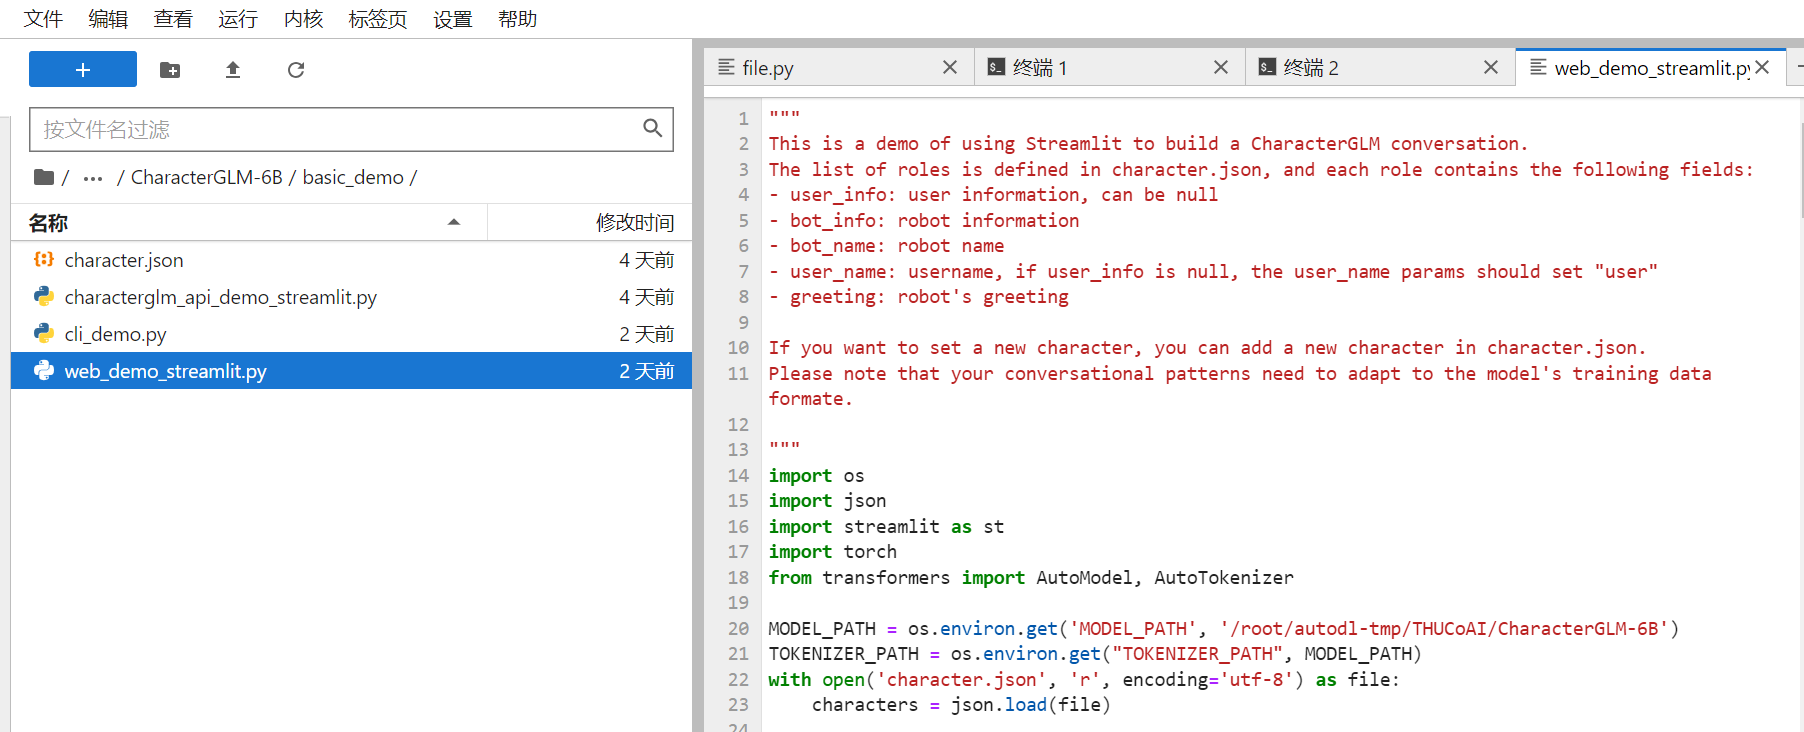 文件 编辑 查看 运行 内核 标签页 设置 帮助
+
按文件名过滤
/ ... / CharacterGLM-6B / basic_demo /
名称 修改时间
character.json 4 天前
characterglm_api_demo_streamlit.py 4 天前
cli_demo.py 2 天前
web_demo_streamlit.py 2 天前
file.py 终端 1 终端 2 web_demo_streamlit.py
1 """
2 This is a demo of using Streamlit to build a CharacterGLM conversation.
3 The list of roles is defined in character.json, and each role contains the following fields:
4 - user_info: user information, can be null
5 - bot_info: robot information
6 - bot_name: robot name
7 - user_name: username, if user_info is null, the user_name params should set "user"
8 - greeting: robot's greeting
9
10 If you want to set a new character, you can add a new character in character.json.
11 Please note that your conversational patterns need to adapt to the model's training data
formate.
12
13 """
14 import os
15 import json
16 import streamlit as st
17 import torch
18 from transformers import AutoModel, AutoTokenizer
19
20 MODEL_PATH = os.environ.get('MODEL_PATH', '/root/autodl-tmp/THUCoAI/CharacterGLM-6B')
21 TOKENIZER_PATH = os.environ.get("TOKENIZER_PATH", MODEL_PATH)
22 with open('character.json', 'r', encoding='utf-8') as file:
23     characters = json.load(file)
24